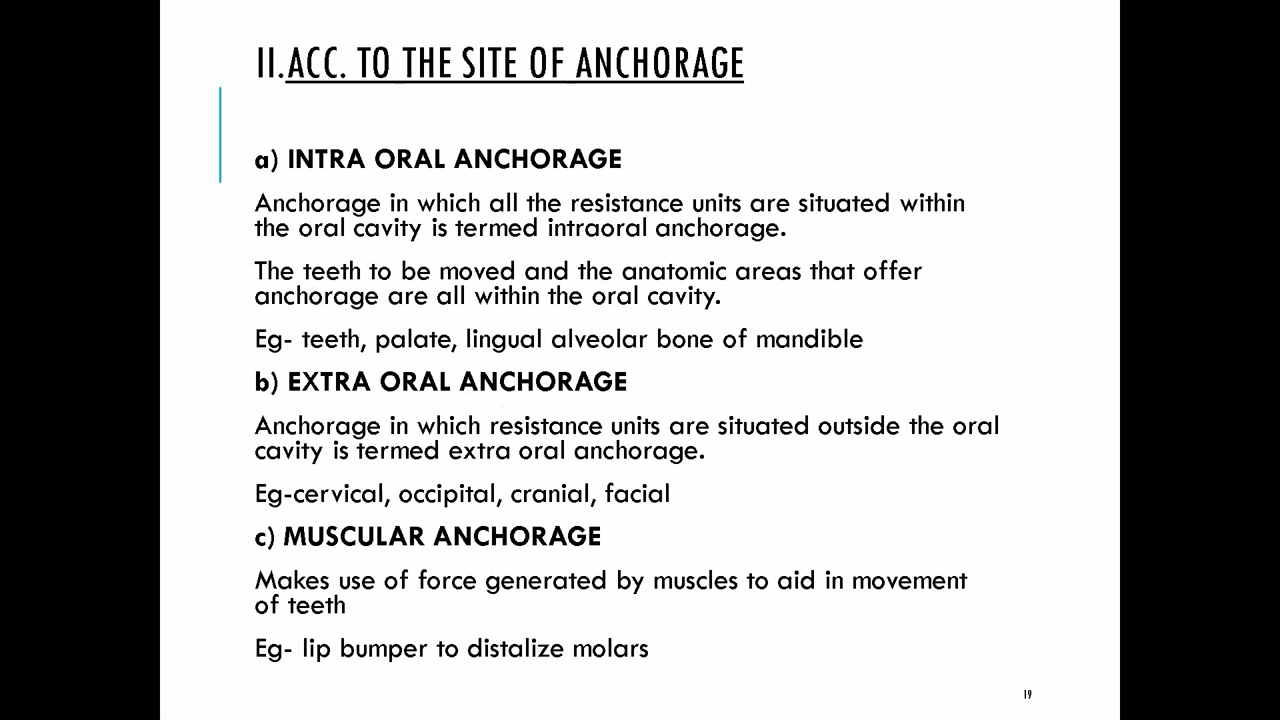 II.ACC. TO THE SITE OF ANCHORAGE
a) INTRA ORAL ANCHORAGE
Anchorage in which all the resistance units are situated within
the oral cavity is termed intraoral anchorage.
The teeth to be moved and the anatomic areas that offer
anchorage are all within the oral cavity.
Eg- teeth, palate, lingual alveolar bone of mandible
b) EXTRA ORAL ANCHORAGE
Anchorage in which resistance units are situated outside the oral
cavity is termed extra oral anchorage.
Eg-cervical, occipital, cranial, facial
c) MUSCULAR ANCHORAGE
Makes use of force generated by muscles to aid in movement
of teeth
Eg- lip bumper to distalize molars
19